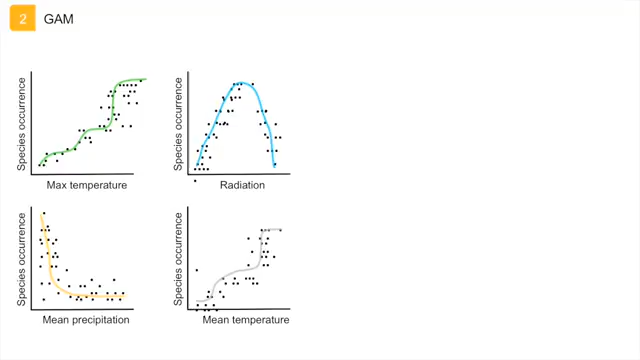 2 GAM
Species occurrence
Max temperature
Species occurrence
Radiation
Species occurrence
Mean precipitation
Species occurrence
Mean temperature